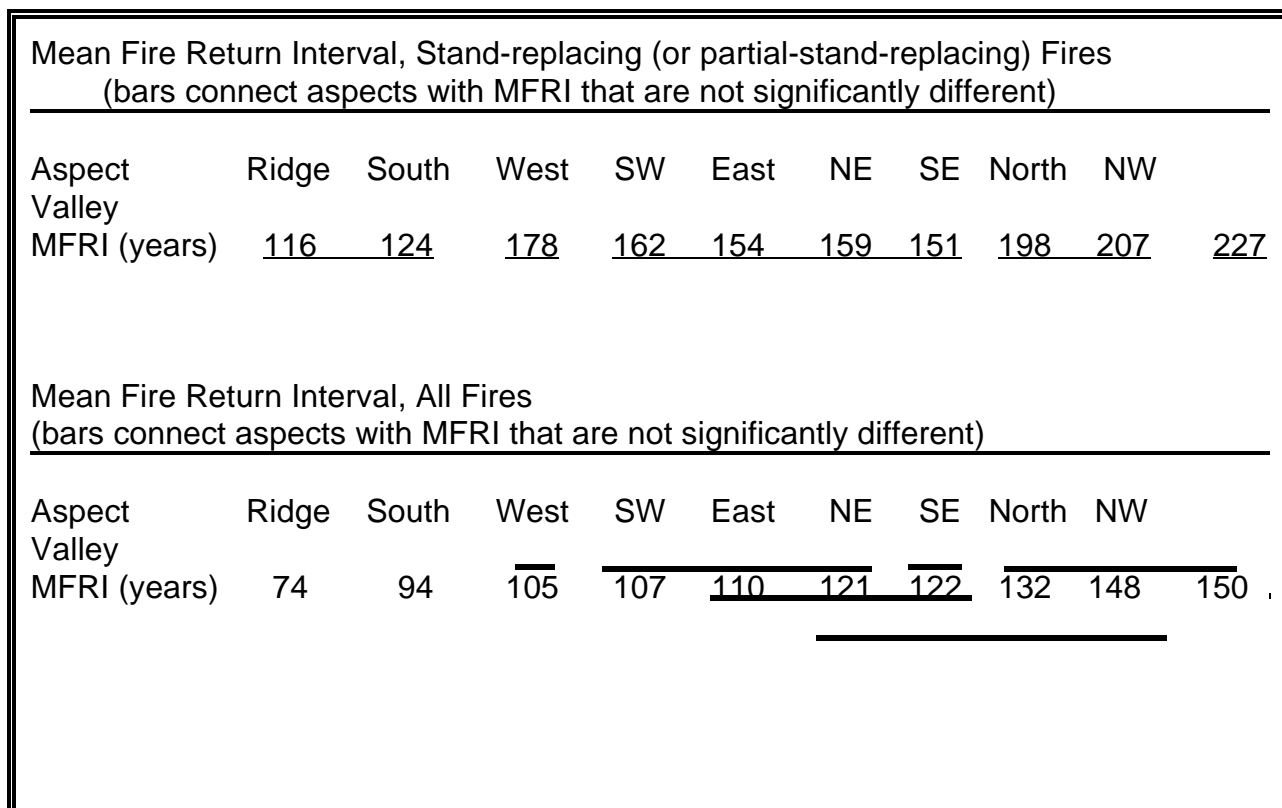 Mean Fire Return Interval, Stand-replacing (or partial-stand-replacing) Fires
(bars connect aspects with MFRI that are not significantly different)
Aspect Ridge South West SW East NE SE North NW
Valley
MFRI (years) 116 124 178 162 154 159 151 198 207 227
Mean Fire Return Interval, All Fires
(bars connect aspects with MFRI that are not significantly different)
Aspect Ridge South West SW East NE SE North NW
Valley
MFRI (years) 74 94 105 107 110 121 122 132 148 150 .